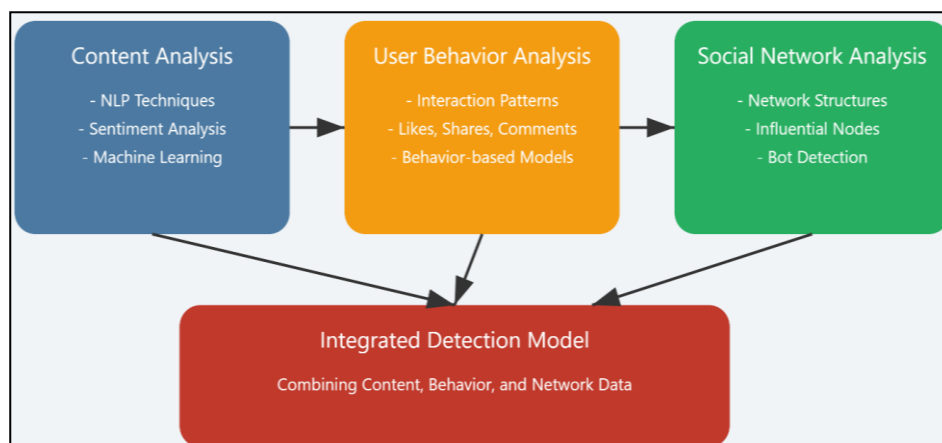 Content Analysis
- NLP Techniques
- Sentiment Analysis
- Machine Learning
User Behavior Analysis
- Interaction Patterns
- Likes, Shares, Comments
- Behavior-based Models
Social Network Analysis
- Network Structures
- Influential Nodes
- Bot Detection
Integrated Detection Model
Combining Content, Behavior, and Network Data